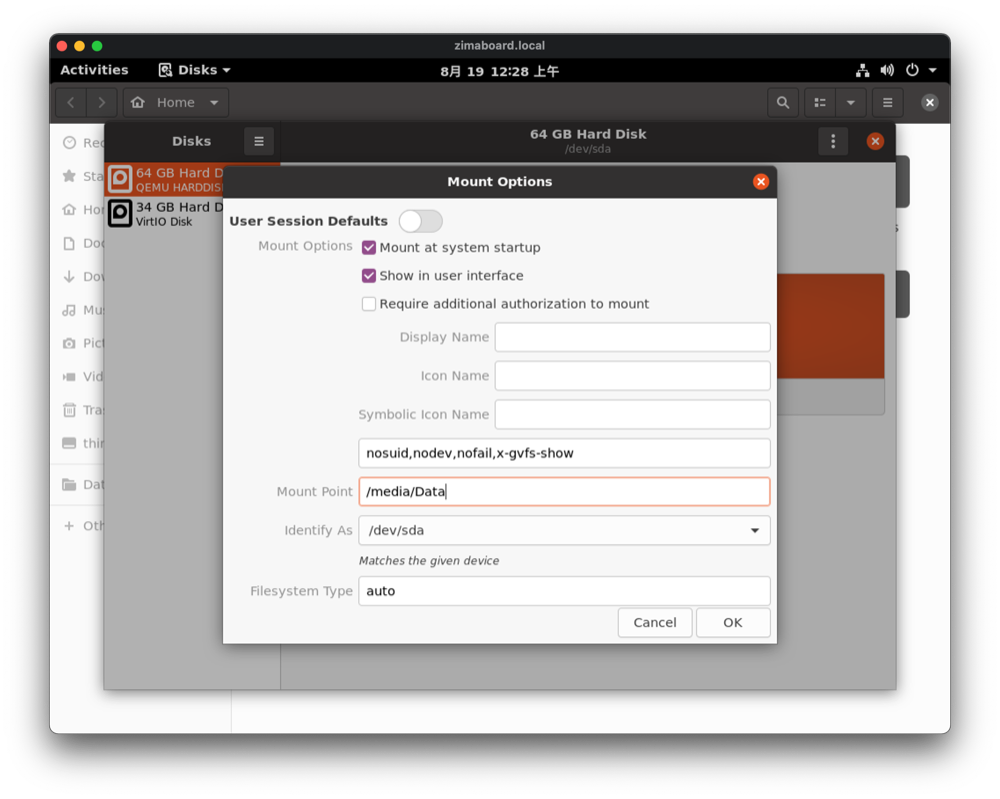 zimaboard.local
Activities
Disks
8月 19 12:28 上午
Home
Disks
64 GB Hard Disk
/dev/sda
64 GB Hard D
QEMU HARDDIS
34 GB Hard D
VirtIO Disk
Rec
Sta
Ho
Doc
Dov
Mus
Pict
Vid
Tra
thin
Dat
Oth
Mount Options
User Session Defaults
Mount Options
Mount at system startup
Show in user interface
Require additional authorization to mount
Display Name
Icon Name
Symbolic Icon Name
nosuid,nodev,nofail,x-gvfs-show
Mount Point
/media/Data
Identify As
/dev/sda
Matches the given device
Filesystem Type
auto
Cancel
OK